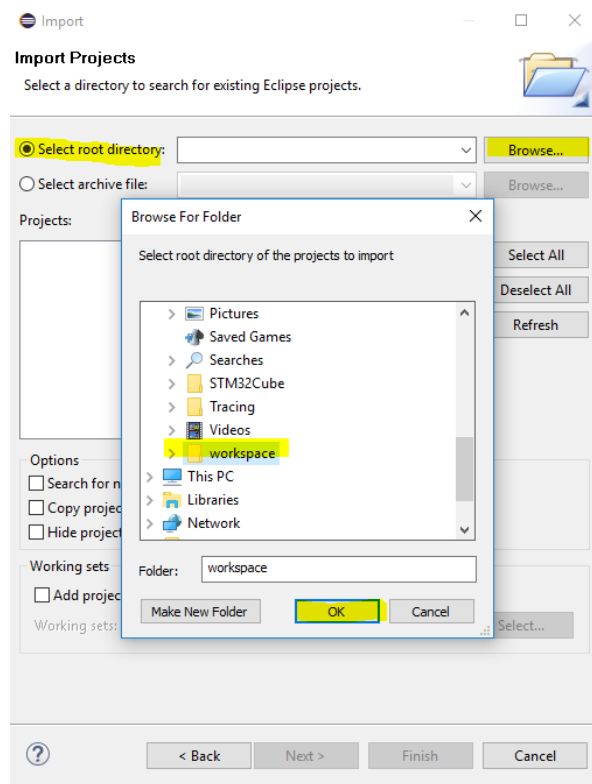 Import
Import Projects
Select a directory to search for existing Eclipse projects.
Select root directory:
Browse...
Select archive file:
Browse...
Projects:
Browse For Folder
Select root directory of the projects to import
Select All
Deselect All
Refresh
Pictures
Saved Games
Searches
STM32Cube
Tracing
Videos
workspace
This PC
Libraries
Network
Folder: workspace
Make New Folder OK Cancel
Options
Search for n
Copy projec
Hide project
Working sets
Add projec
Working sets:
Select...
? < Back Next > Finish Cancel